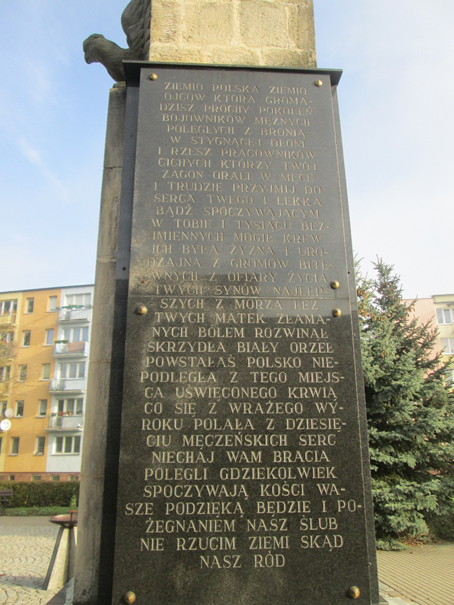 ZIEMIO POLSKA ZIEMIO
OJCÓW KTÓRA GROMA-
DZISZ PROCHY POKOLEŃ
BOJOWNIKÓW MĘŻNYCH
POLEGŁYCH Z BRONIĄ
W STYGNĄCEJ DŁONI
I RZESZ PRACOWNIKÓW
CICHYCH KTÓRZY TWÓJ
ZAGON ORALI W MĘCE
I TRUDZIE PRZYJMIJ DO
SERCA TWEGO I LEKKĄ
BĄDŹ SPOCZYWAJĄCYM
W TOBIE I TYSIĄCU BEZ-
IMIENNYCH MOGIŁ KREW
ICH BYŁA ŻYZNA I URO-
DZAJNA Z GROMÓW BIT-
WNYCH Z OFIARY ŻYCIA
TWYCH SYNÓW NAJLEP-
SZYCH Z MORZA ŁEZ
TWYCH MATEK ZŁAMA-
NYCH BÓLEM ROZWINĄŁ
SKRZYDŁA BIAŁY ORZEŁ
POWSTAŁAŚ POLSKO NIE-
PODLEGŁA Z TEGO MIEJS-
CA UŚWIĘCONEGO KRWIĄ
CO SIĘ Z WRAŻEGO WY-
ROKU POLAŁA Z DZIESIĘ-
CIU MĘCZEŃSKICH SERC
NIECHAJ WAM BRACIA
POLEGLI GDZIEKOLWIEK
SPOCZYWAJĄ KOŚCI WA-
SZE PODZIĘKĄ BĘDZIE I PO-
ŻEGNANIEM NASZ ŚLUB
NIE RZUCIM ZIEMI SKĄD
NASZ RÓD